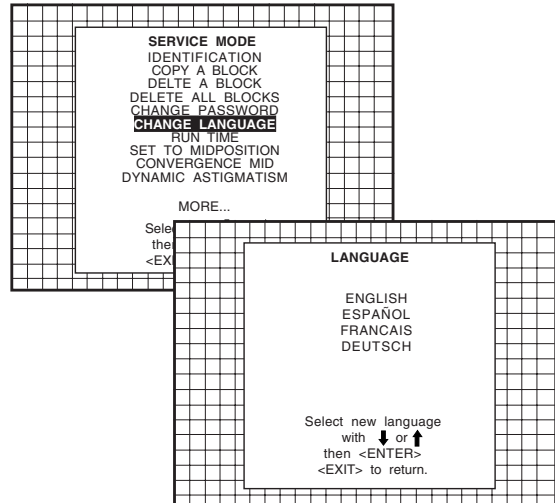 SERVICE MODE
IDENTIFICATION
COPY A BLOCK
DELTE A BLOCK
DELETE ALL BLOCKS
CHANGE PASSWORD
CHANGE LANGUAGE
RUN TIME
SET TO MIDPOSITION
CONVERGENCE MID
DYNAMIC ASTIGMATISM
MORE...
LANGUAGE
ENGLISH
ESPAÑOL
FRANCAIS
DEUTSCH
Select new language
with ⬇ or ⬆
then <ENTER>
<EXIT> to return.